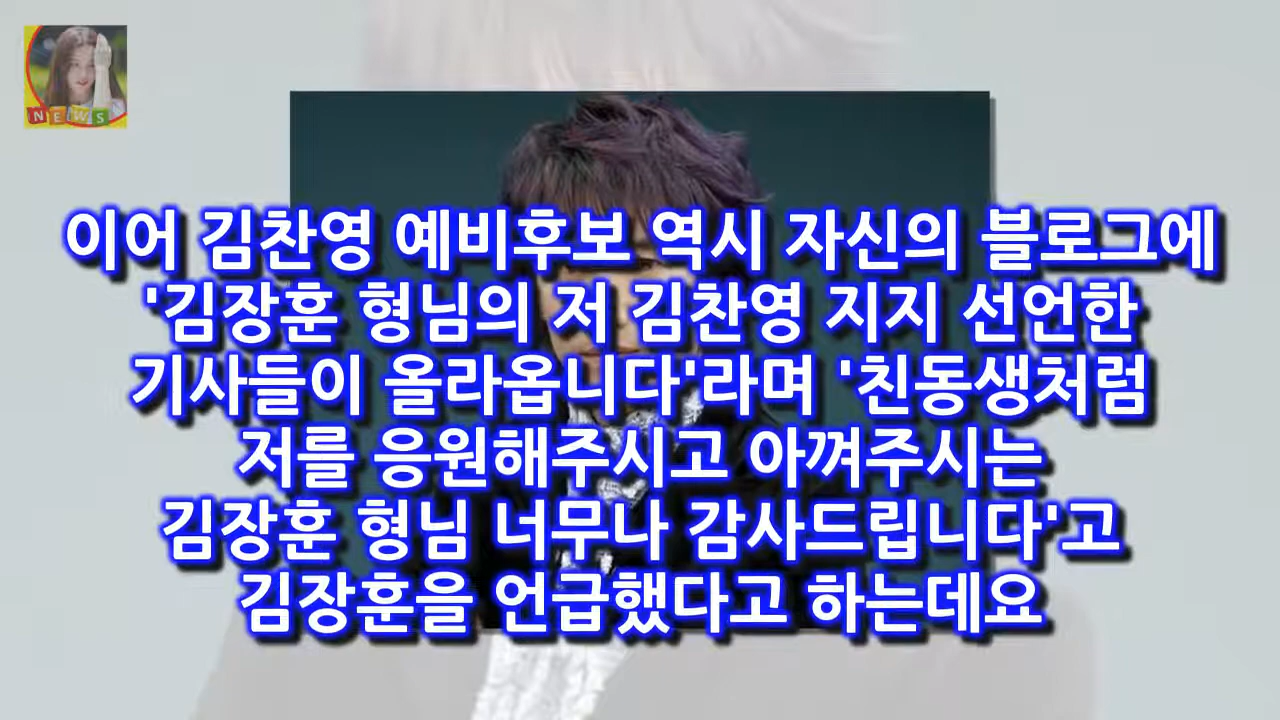 NEWS
이어 김찬영 예비후보 역시 자신의 블로그에
'김장훈 형님의 저 김찬영 지지 선언한
기사들이 올라옵니다'라며 '친동생처럼
저를 응원해주시고 아껴주시는
김장훈 형님 너무나 감사드립니다'고
김장훈을 언급했다고 하는데요